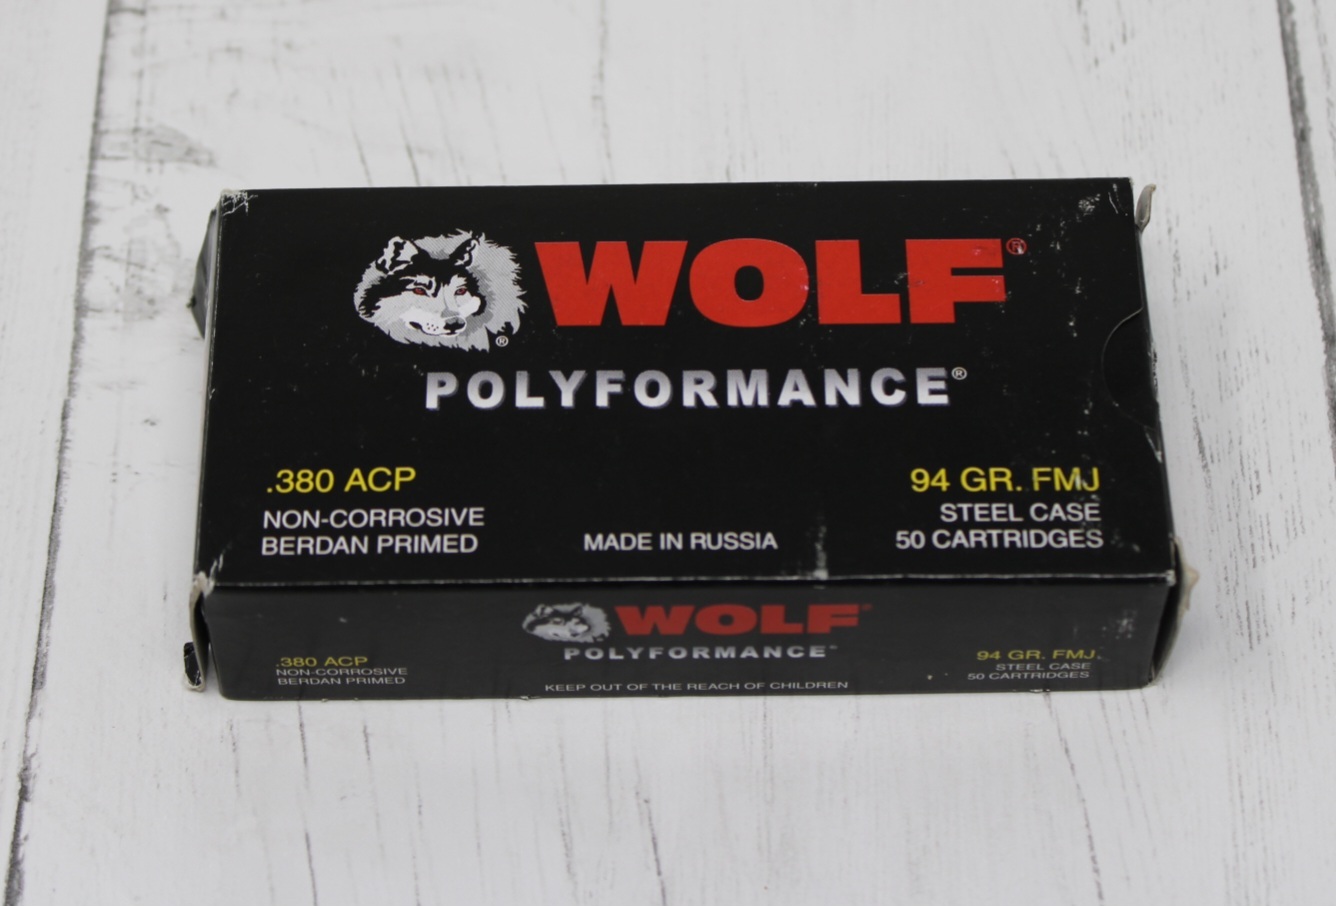 WOLF®
®
POLYFORMANCE®
.380 ACP
NON-CORROSIVE
BERDAN PRIMED
MADE IN RUSSIA
94 GR. FMJ
STEEL CASE
50 CARTRIDGES
WOLF
POLYFORMANCE
.380 ACP
NON-CORROSIVE
BERDAN PRIMED
KEEP OUT OF THE REACH OF CHILDREN
94 GR. FMJ.
STEEL CASE
50 CARTRIDGES